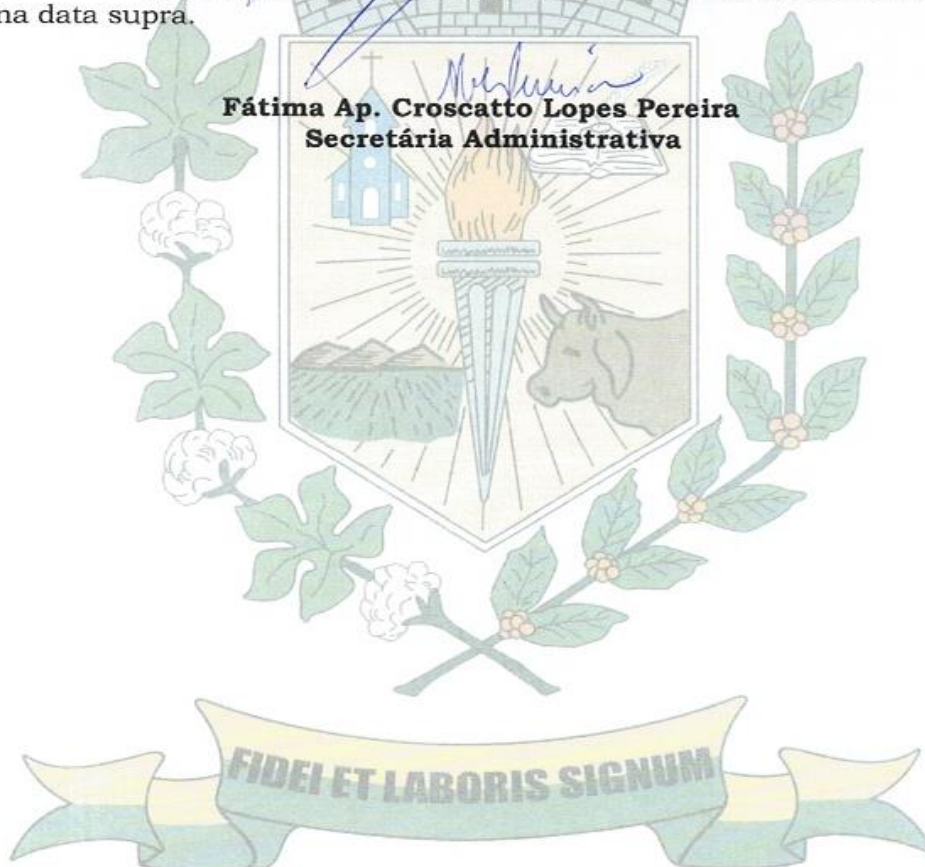 na data supra.
Fátima Ap. Croscatto Lopes Pereira
Secretária Administrativa
FIDEI ET LABORIS SIGNUM